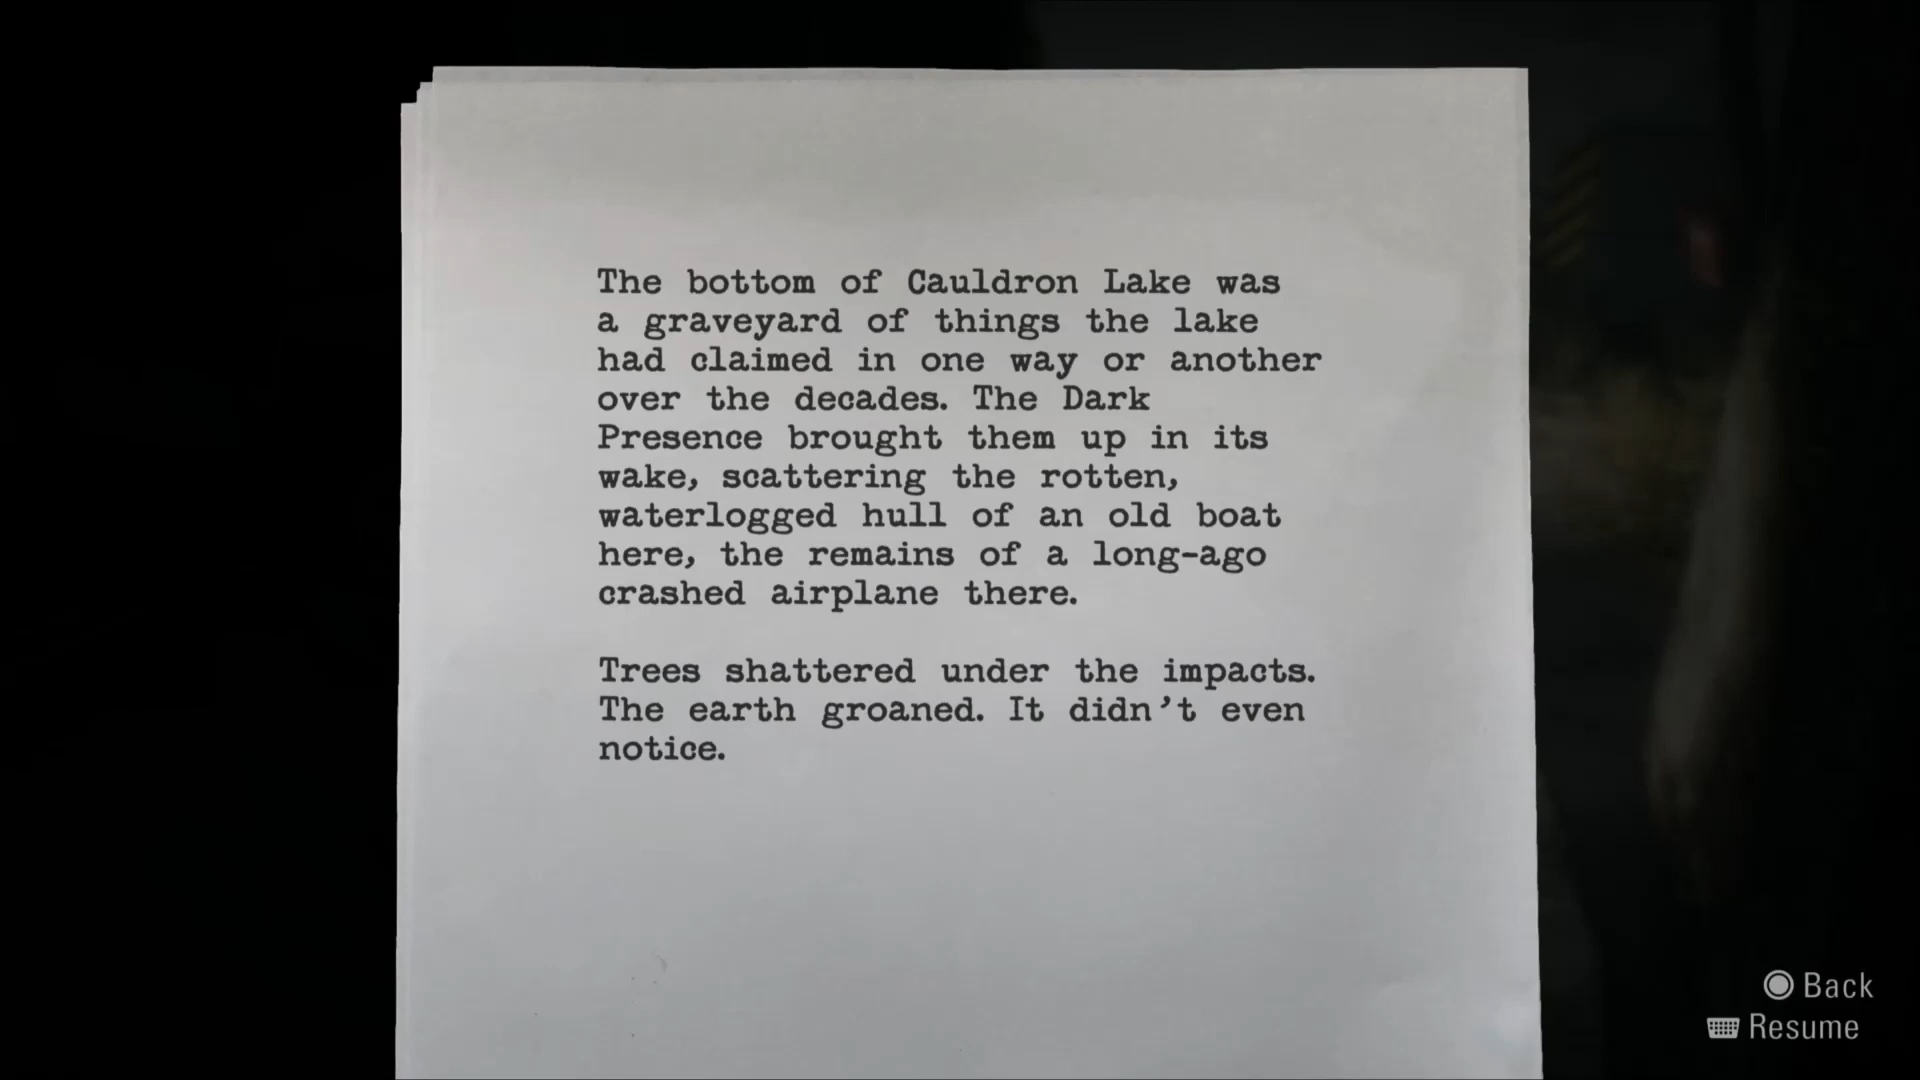 The bottom of Cauldron Lake was
a graveyard of things the lake
had claimed in one way or another
over the decades. The Dark
Presence brought them up in its
wake, scattering the rotten,
waterlogged hull of an old boat
here, the remains of a long-ago
crashed airplane there.
Trees shattered under the impacts.
The earth groaned. It didn't even
notice.
Back
Resume